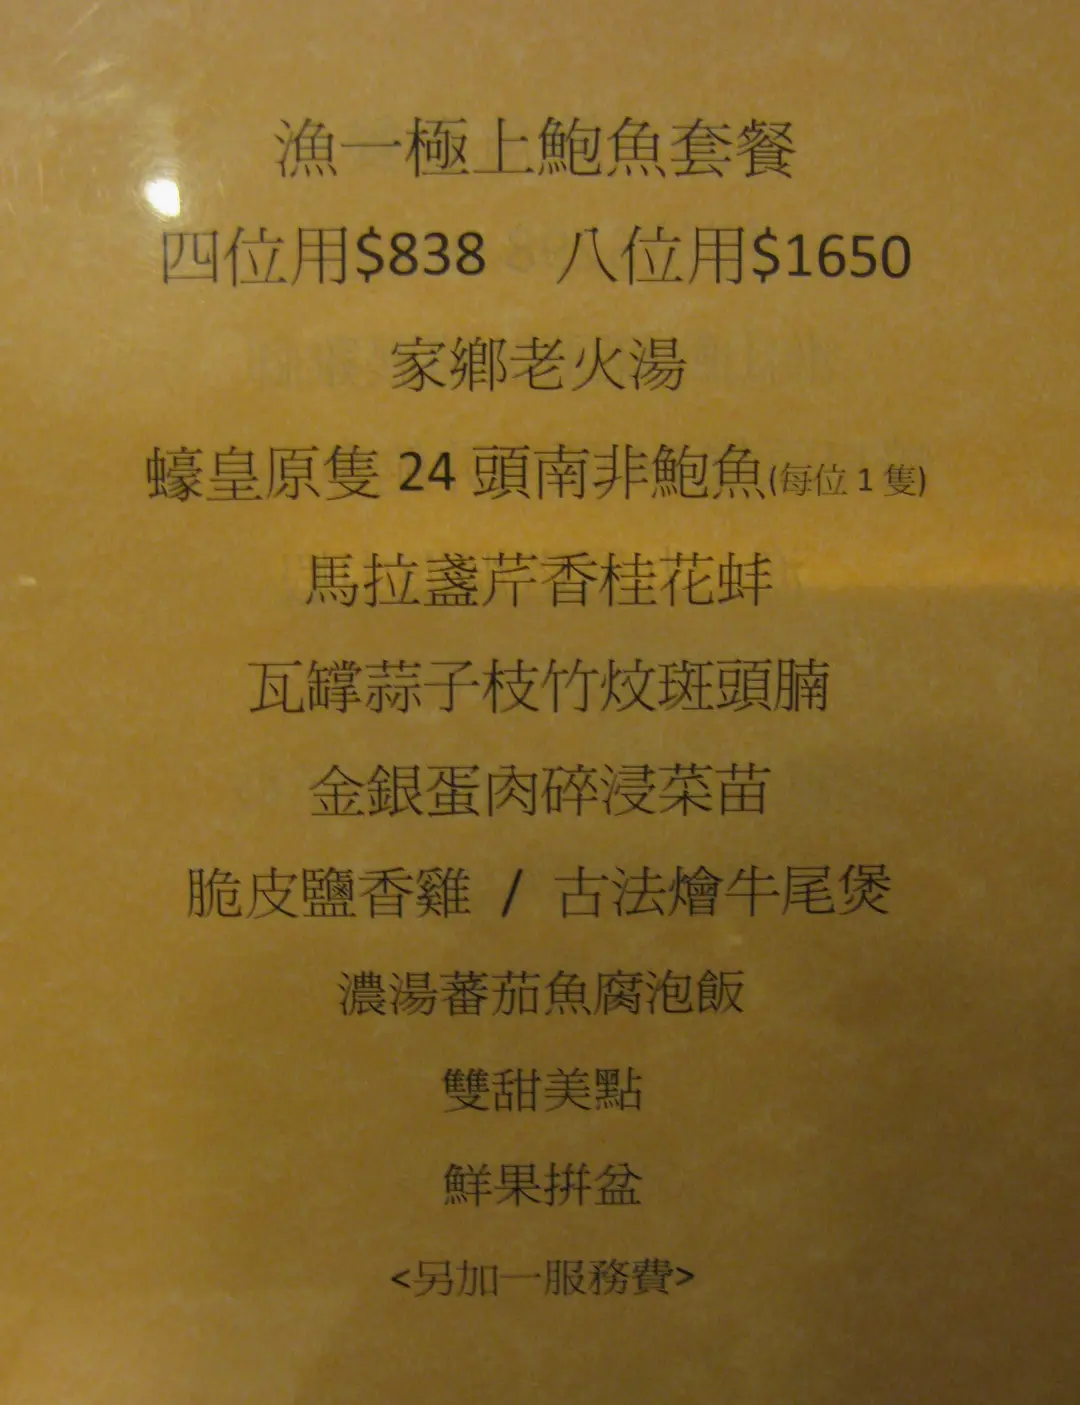 漁一極上鮑魚套餐
四位用$838 八位用$1650
家鄉老火湯
蠔皇原隻 24 頭南非鮑魚(每位 1 隻)
馬拉盞芹香桂花蚌
瓦罉蒜子枝竹炆斑頭腩
金銀蛋肉碎浸菜苗
脆皮鹽香雞 / 古法燴牛尾煲
濃湯蕃茄魚腐泡飯
雙甜美點
鮮果拼盆
<另加一服務費>